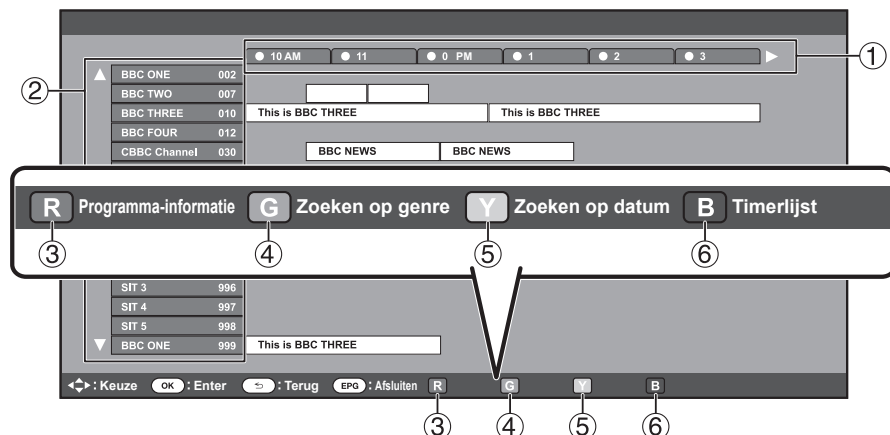 10 AM 11 0 PM 1 2 3 ①
②
BBC ONE 002
BBC TWO 007
BBC THREE 010 This is BBC THREE This is BBC THREE
BBC FOUR 012
CBBC Channel 030 BBC NEWS BBC NEWS
R Programma-informatie G Zoeken op genre Y Zoeken op datum B Timerlijst
③ ④ ⑤ ⑥
SIT 3 996
SIT 4 997
SIT 5 998
BBC ONE 999 This is BBC THREE
: Keuze OK : Enter : Terug EPG : Afsluiten R G Y B
③ ④ ⑤ ⑥